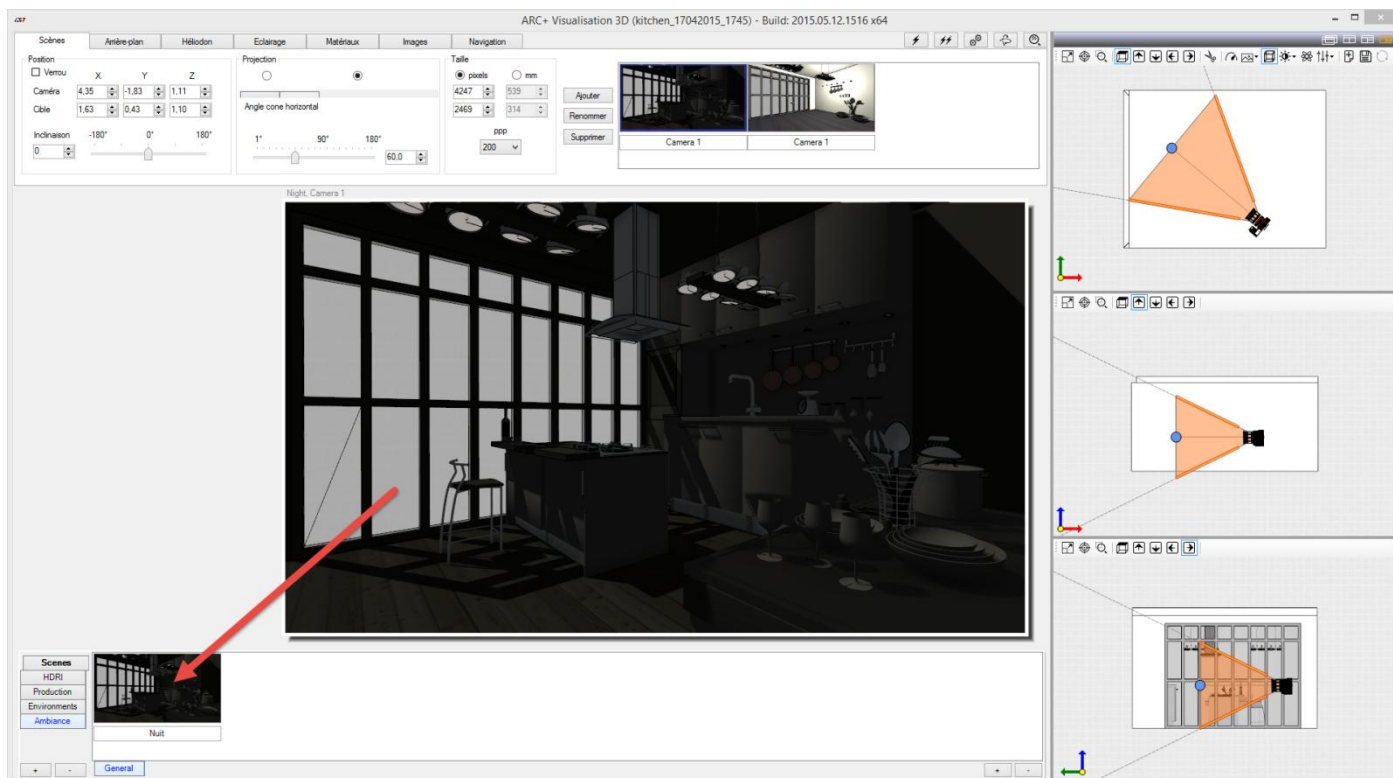 ARC+ Visualisation 3D (kitchen_17042015_1745) - Build: 2015.05.12.1516 x64
Scènes Arrière-plan Héliodon Eclairage Matériaux Images Navigation
Position Projection Taille
Verrou X Y Z pixels mm
Caméra 4,35 -1,83 1,11 4247 539
Cible 1,63 0,43 1,10 2469 314
Angle cone horizontal
Inclinaison -180° 0° 180° 1° 90° 180° ppp
0 60,0 200
Ajouter
Renommer
Supprimer
Camera 1 Camera 1
Night, Camera 1
Scenes
HDRI
Production
Environments
Ambiance
Nuit
+ - General + -